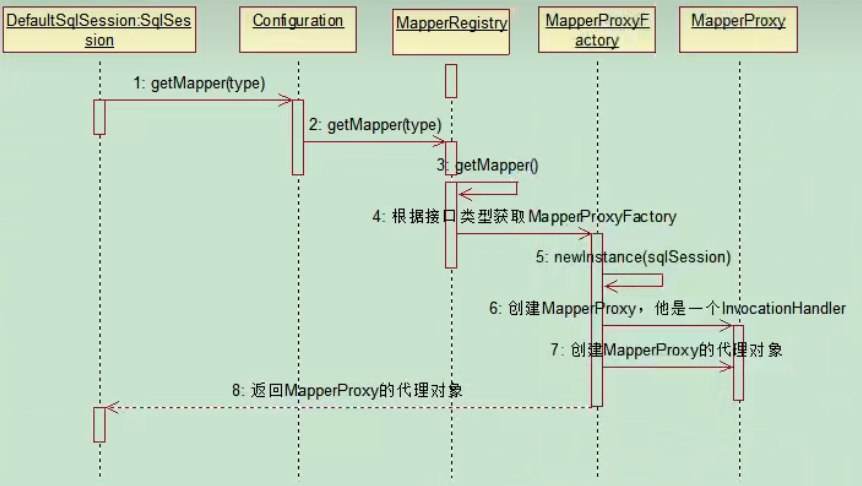 DefaultSqlSession:SqlSes
sion
Configuration
MapperRegistry
MapperProxyF
actory
MapperProxy
1: getMapper(type)
2: getMapper(type)
3: getMapper()
4: 根据接口类型获取MapperProxyFactory
5: newInstance(sqlSession)
6: 创建MapperProxy，他是一个InvocationHandler
7: 创建MapperProxy的代理对象
8: 返回MapperProxy的代理对象